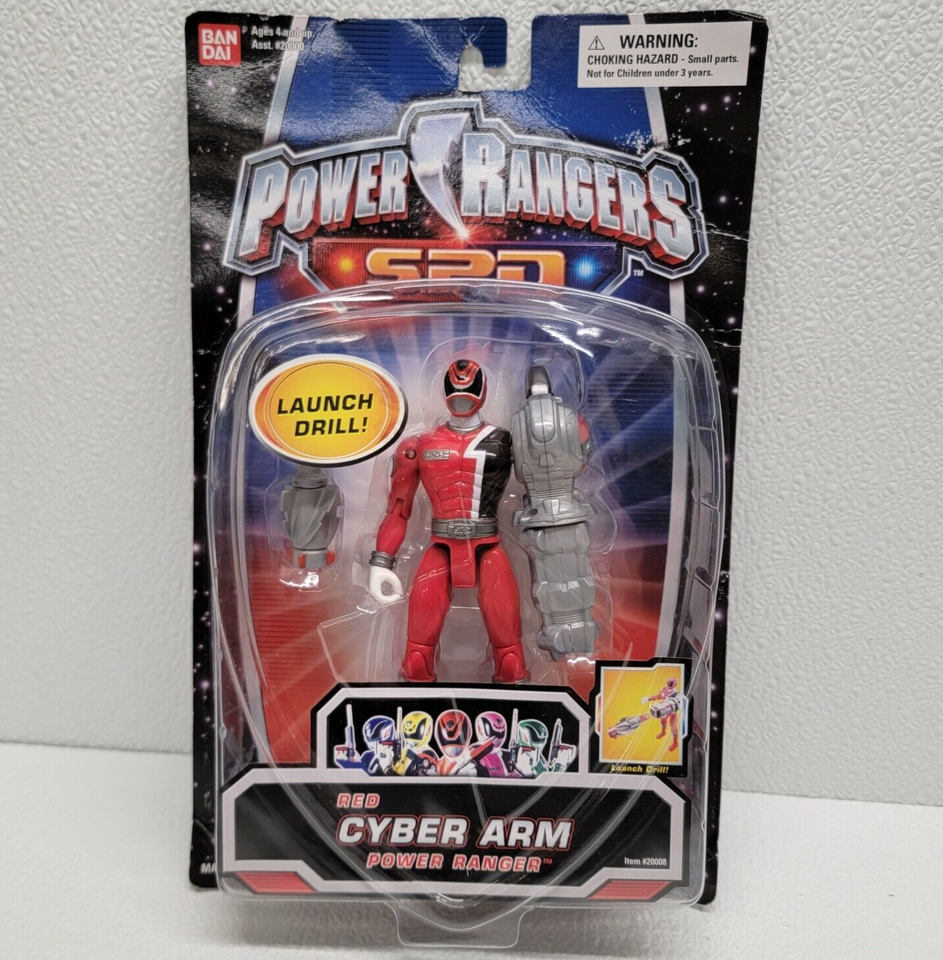 BAN
DAI
Ages 4 and up
Asst. #20000
WARNING:
CHOKING HAZARD - Small parts.
Not for Children under 3 years.
POWER RANGERS
SPD
TM
LAUNCH
DRILL!
Launch Drill!
RED
CYBER ARM
POWER RANGER™
Item #20008
MA